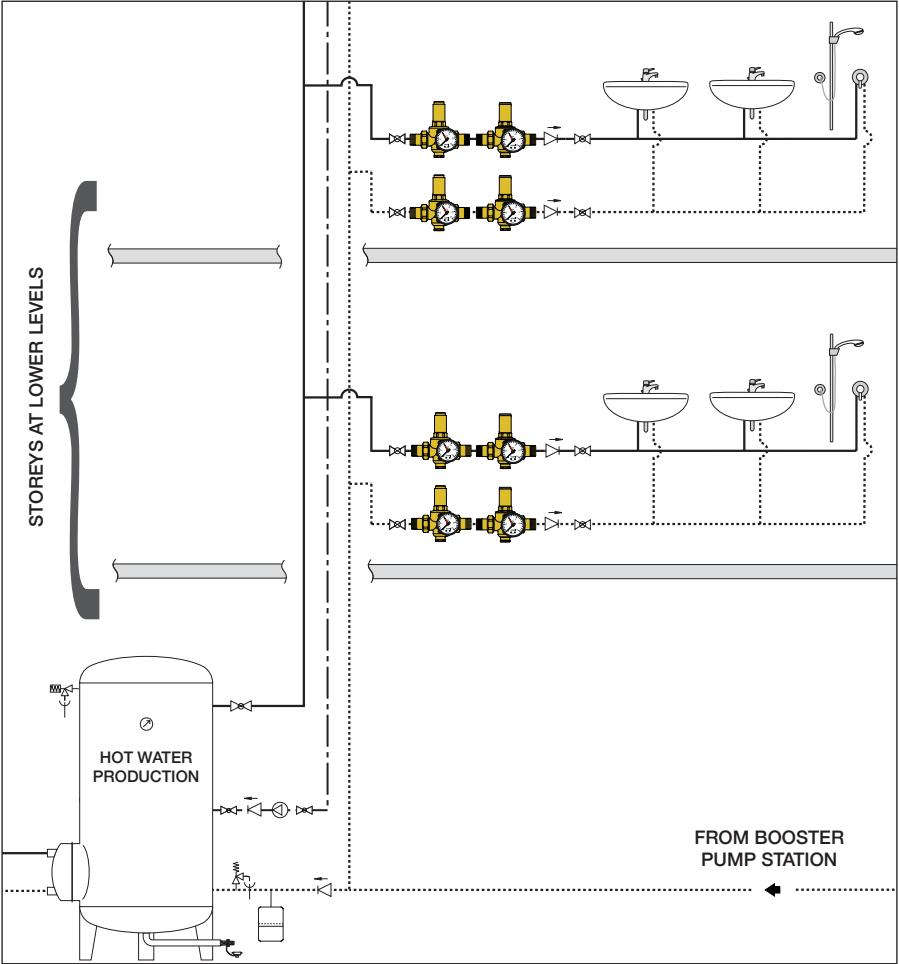 STOREYS AT LOWER LEVELS
HOT WATER
PRODUCTION
FROM BOOSTER
PUMP STATION